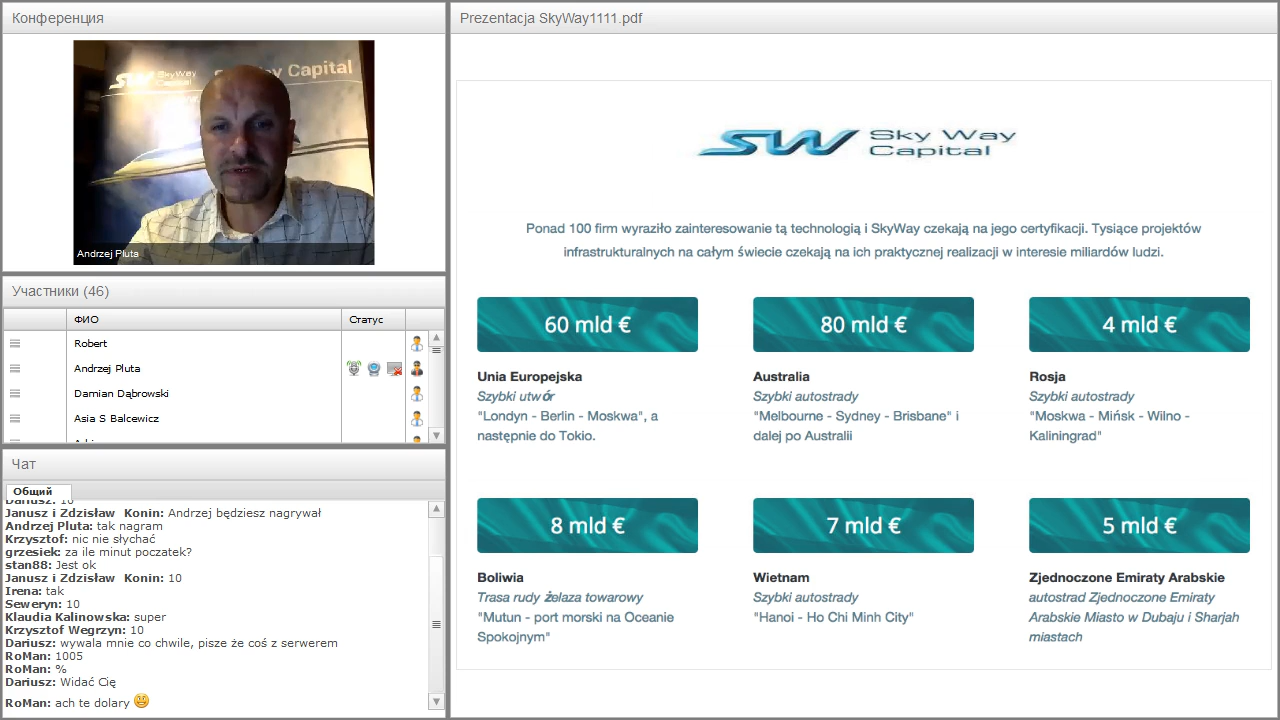 Конференция
SW SkyWay Capital
Sky Way Capital
Andrzej Pluta
Участники (46)
ФИО
Статус
Robert
Andrzej Pluta
Damian Dąbrowski
Asia S Balcewicz
Чат
Общий
Dariusz: 10
Janusz i Zdzisław Konin: Andrzej będziesz nagrywał
Andrzej Pluta: tak nagram
Krzysztof: nic nie słychać
grzesiek: za ile minut poczatek?
stan88: Jest ok
Janusz i Zdzisław Konin: 10
Irena: tak
Seweryn: 10
Klaudia Kalinowska: super
Krzysztof Wegrzyn: 10
Dariusz: wywala mnie co chwile, pisze że coś z serwerem
RoMan: 1005
RoMan: %
Dariusz: Widać Cię
RoMan: ach te dolary
Prezentacja SkyWay1111.pdf
SW Sky Way
Capital
Ponad 100 firm wyraziło zainteresowanie tą technologią i SkyWay czekają na jego certyfikacji. Tysiące projektów
infrastrukturalnych na całym świecie czekają na ich praktycznej realizacji w interesie miliardów ludzi.
60 mld €
Unia Europejska
Szybki utwór
"Londyn - Berlin - Moskwa", a
następnie do Tokio.
80 mld €
Australia
Szybki autostrady
"Melbourne - Sydney - Brisbane" i
dalej po Australii
4 mld €
Rosja
Szybki autostrady
"Moskwa - Mińsk - Wilno -
Kaliningrad"
8 mld €
Boliwia
Trasa rudy żelaza towarowy
"Mutun - port morski na Oceanie
Spokojnym"
7 mld €
Wietnam
Szybki autostrady
"Hanoi - Ho Chi Minh City"
5 mld €
Zjednoczone Emiraty Arabskie
autostrad Zjednoczone Emiraty
Arabskie Miasto w Dubaju i Sharjah
miastach